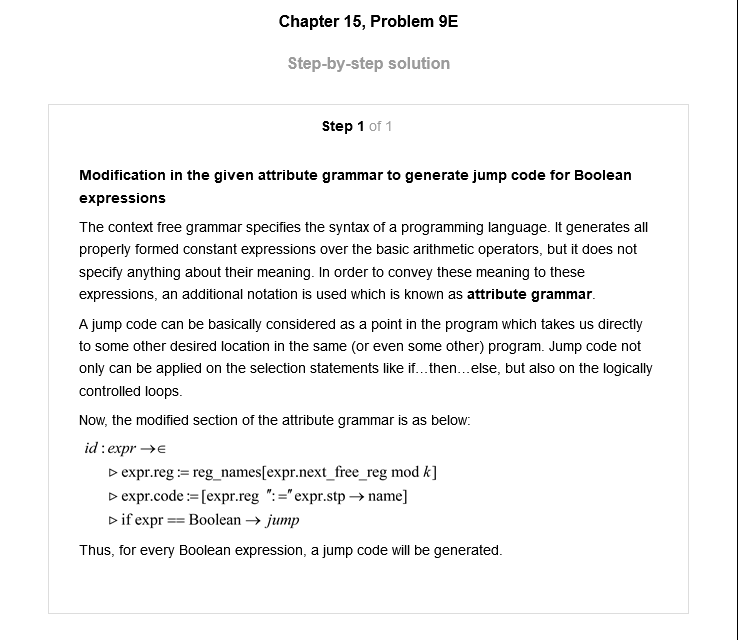 Chapter 15, Problem 9E
Step-by-step solution
Step 1 of 1
Modification in the given attribute grammar to generate jump code for Boolean
expressions
The context free grammar specifies the syntax of a programming language. It generates all
properly formed constant expressions over the basic arithmetic operators, but it does not
specify anything about their meaning. In order to convey these meaning to these
expressions, an additional notation is used which is known as attribute grammar.
A jump code can be basically considered as a point in the program which takes us directly
to some other desired location in the same (or even some other) program. Jump code not
only can be applied on the selection statements like if...then...else, but also on the logically
controlled loops.
Now, the modified section of the attribute grammar is as below:
id : expr →∈
▷ expr.reg := reg_names[expr.next_free_reg mod k]
▷ expr.code := [expr.reg ″: =″ expr.stp → name]
▷ if expr == Boolean → jump
Thus, for every Boolean expression, a jump code will be generated.